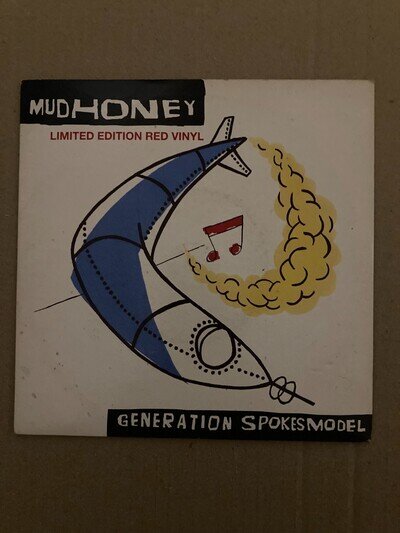 MUDHONEY
LIMITED EDITION RED VINYL
GENERATION SPOKESMODEL